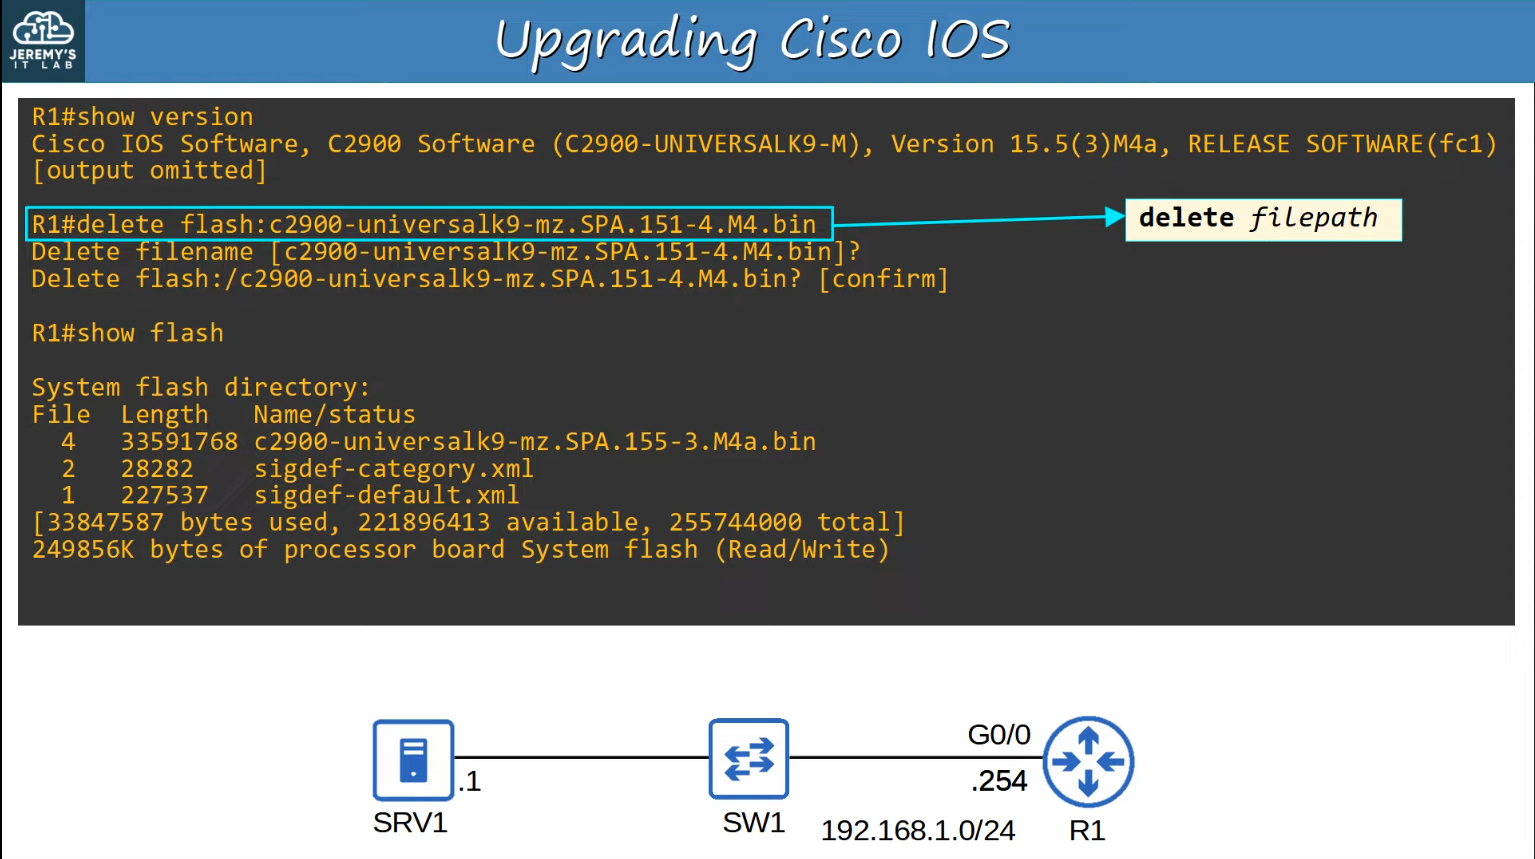 JEREMY'S
IT LAB
Upgrading Cisco IOS
R1#show version
Cisco IOS Software, C2900 Software (C2900-UNIVERSALK9-M), Version 15.5(3)M4a, RELEASE SOFTWARE(fc1)
[output omitted]
R1#delete flash:c2900-universalk9-mz.SPA.151-4.M4.bin
delete filepath
Delete filename [c2900-universalk9-mz.SPA.151-4.M4.bin]?
Delete flash:/c2900-universalk9-mz.SPA.151-4.M4.bin? [confirm]
R1#show flash
System flash directory:
File  Length   Name/status
4   33591768 c2900-universalk9-mz.SPA.155-3.M4a.bin
2   28282    sigdef-category.xml
1   227537   sigdef-default.xml
[33847587 bytes used, 221896413 available, 255744000 total]
249856K bytes of processor board System flash (Read/Write)
G0/0
.1
.254
SRV1
SW1
192.168.1.0/24
R1